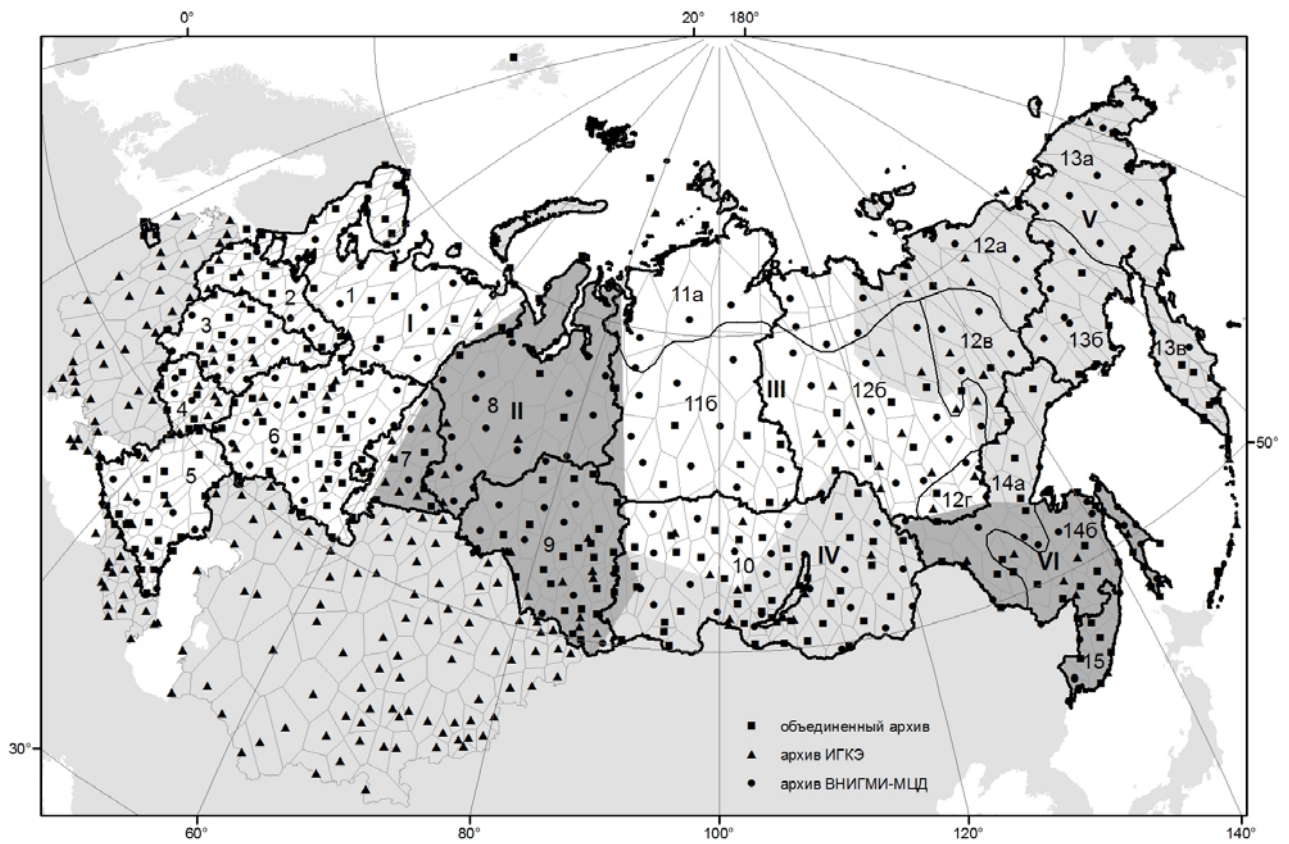 0° 20° 180°
13а
V
12а
2 1
11а
3 I
13б 13в
12в
III 12б
8 II 11б
4
6
50°
5 7
14а
12г
14б
9 IV
10 VI
15
объединенный архив
30° архив ИГКЭ
архив ВНИГМИ-МЦД
60° 80° 100° 120° 140°